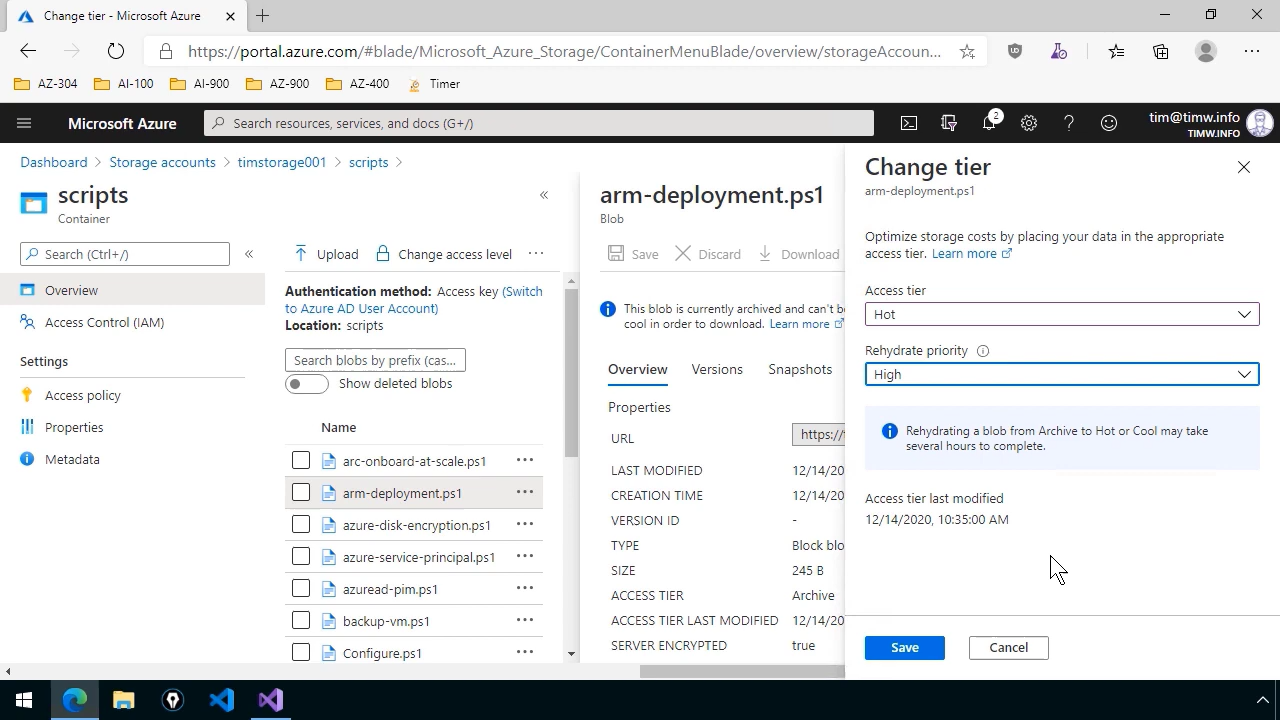 Change tier - Microsoft Azure
https://portal.azure.com/#blade/Microsoft_Azure_Storage/ContainerMenuBlade/overview/storageAccoun...
AZ-304
AI-100
AI-900
AZ-900
AZ-400
Timer
Microsoft Azure
Search resources, services, and docs (G+/)
2
tim@timw.info
TIMW.INFO
Dashboard > Storage accounts > timstorage001 > scripts >
scripts
Container
Search (Ctrl+/)
Overview
Access Control (IAM)
Settings
Access policy
Properties
Metadata
Upload
Change access level
Authentication method: Access key (Switch
to Azure AD User Account)
Location: scripts
Search blobs by prefix (cas...
Show deleted blobs
Name
arc-onboard-at-scale.ps1
arm-deployment.ps1
azure-disk-encryption.ps1
azure-service-principal.ps1
azuread-pim.ps1
backup-vm.ps1
Configure.ps1
arm-deployment.ps1
Blob
Save
Discard
Download
This blob is currently archived and can't be
cool in order to download. Learn more
Overview
Versions
Snapshots
Properties
URL https://
LAST MODIFIED 12/14/20
CREATION TIME 12/14/20
VERSION ID -
TYPE Block blo
SIZE 245 B
ACCESS TIER Archive
ACCESS TIER LAST MODIFIED 12/14/20
SERVER ENCRYPTED true
Change tier
arm-deployment.ps1
Optimize storage costs by placing your data in the appropriate
access tier. Learn more
Access tier
Hot
Rehydrate priority
High
Rehydrating a blob from Archive to Hot or Cool may take
several hours to complete.
Access tier last modified
12/14/2020, 10:35:00 AM
Save
Cancel